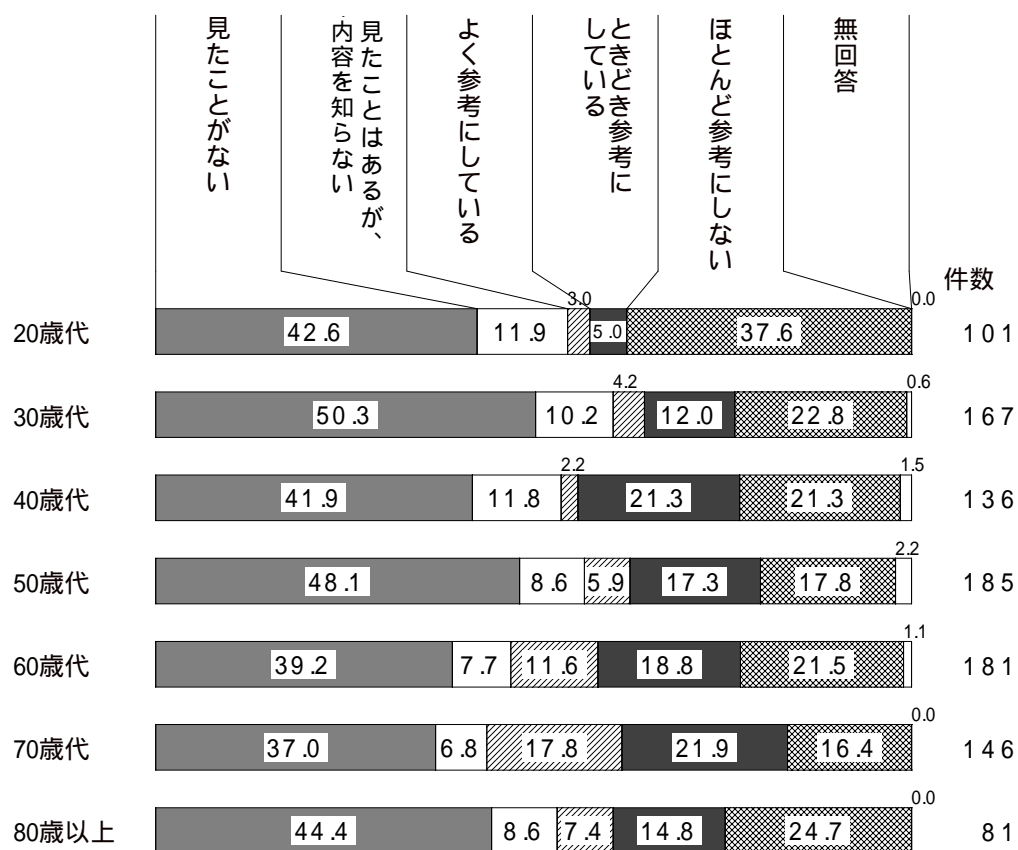 見たことがない
見たことはあるが、
内容を知らない
よく参考にしている
ときどき参考に
している
ほとんど参考にしない
無回答
件数
20歳代 42.6 11.9 3.0 5.0 37.6 0.0 101
30歳代 50.3 10.2 4.2 12.0 22.8 0.6 167
40歳代 41.9 11.8 2.2 21.3 21.3 1.5 136
50歳代 48.1 8.6 5.9 17.3 17.8 2.2 185
60歳代 39.2 7.7 11.6 18.8 21.5 1.1 181
70歳代 37.0 6.8 17.8 21.9 16.4 0.0 146
80歳以上 44.4 8.6 7.4 14.8 24.7 0.0 81